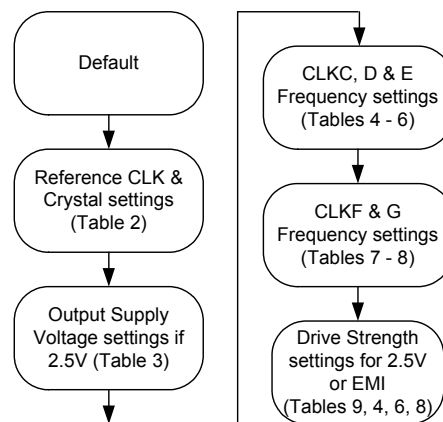 Default
Reference CLK &
Crystal settings
(Table 2)
Output Supply
Voltage settings if
2.5V (Table 3)
CLKC, D & E
Frequency settings
(Tables 4 - 6)
CLKF & G
Frequency settings
(Tables 7 - 8)
Drive Strength
settings for 2.5V
or EMI
(Tables 9, 4, 6, 8)